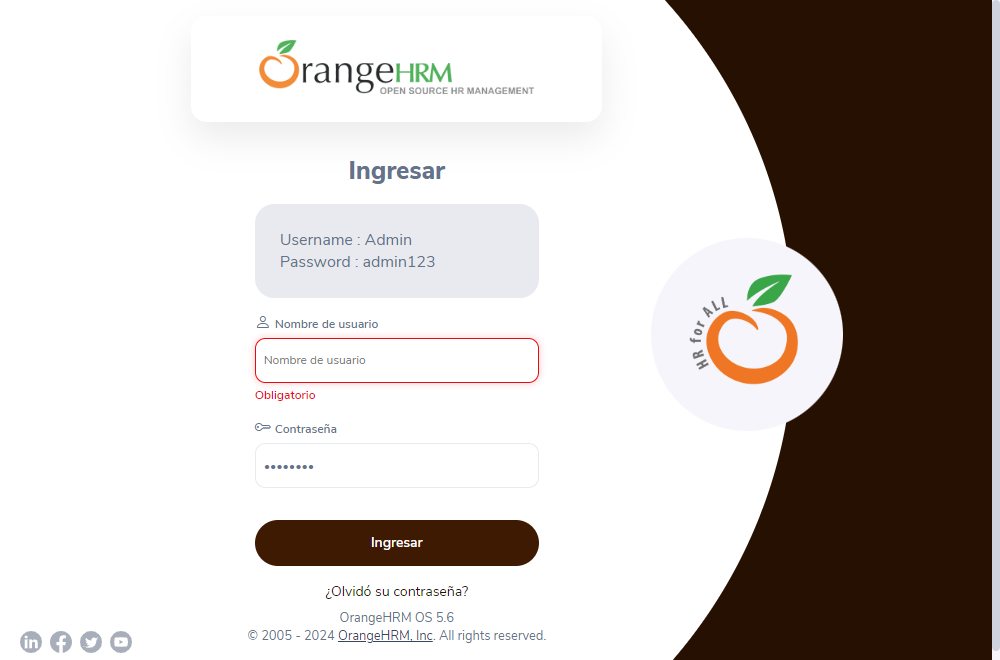 OrangeHRM
OPEN SOURCE HR MANAGEMENT
Ingresar
Username : Admin
Password : admin123
Nombre de usuario
Nombre de usuario
Obligatorio
Contraseña
••••••••
Ingresar
¿Olvidó su contraseña?
OrangeHRM OS 5.6
© 2005 - 2024 OrangeHRM, Inc. All rights reserved.
HR for ALL